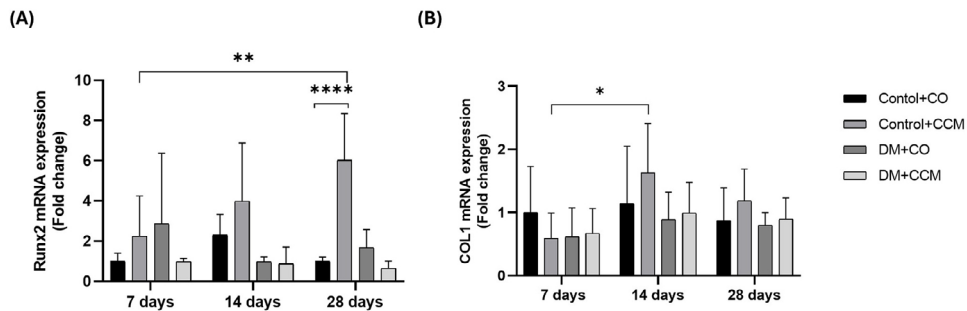 (A)
(B)
Runx2 mRNA expression
(Fold change)
10
8
6
4
2
0
**
****
7 days
14 days
28 days
COL1 mRNA expression
(Fold change)
3
2
1
0
*
7 days
14 days
28 days
Contol+CO
Control+CCM
DM+CO
DM+CCM